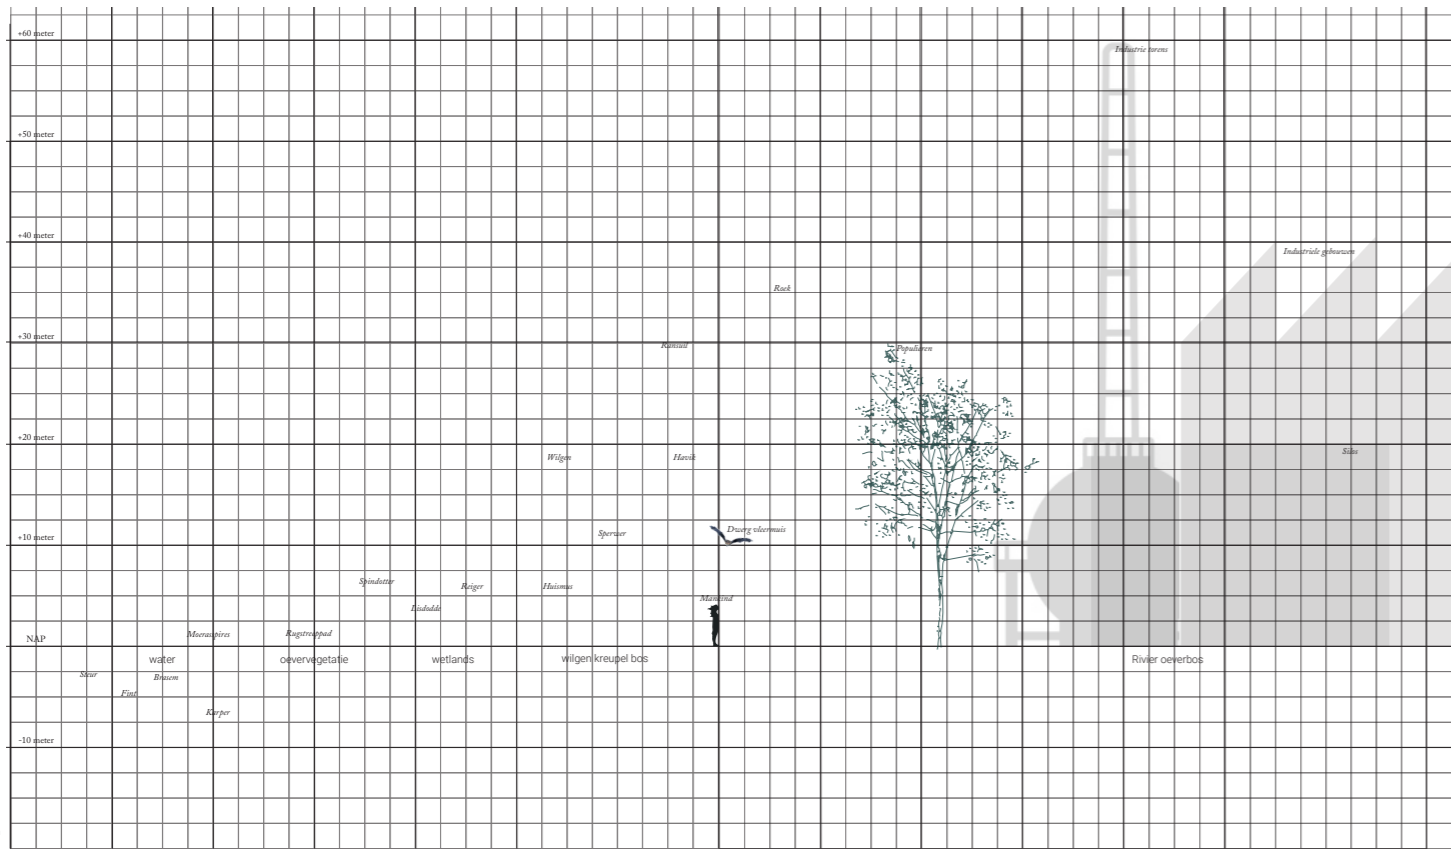 +60 meter
Industrie torens
+50 meter
+40 meter
Industriele gebouwen
Roek
+30 meter
Ransuil
Populieren
+20 meter
Wilgen
Havik
Silos
Dwerg vleermuis
Sperwer
+10 meter
Spindotter
Reiger
Huismus
Mankind
Lisdodde
Moerasspirea
Rugstreeppad
NAP
water
oevervegetatie
wetlands
wilgen kreupel bos
Rivier oeverbos
Steur
Brasem
Fint
Karper
-10 meter